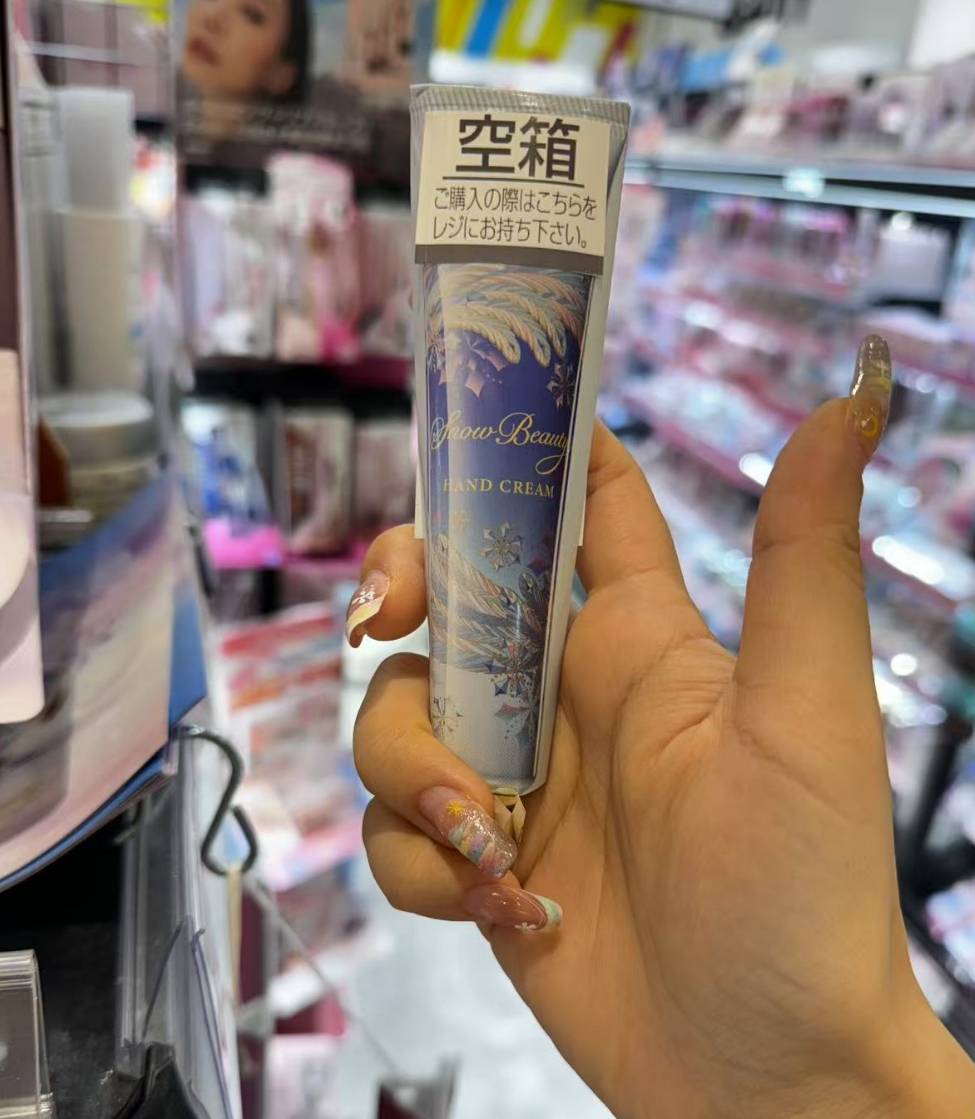 空箱
ご購入の際はこちらを
レジにお持ち下さい。
Snow Beauty
HAND CREAM